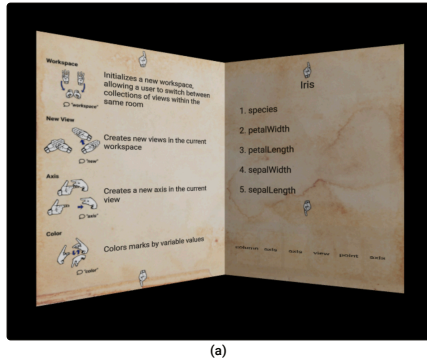 Workspace
Initializes a new workspace,
allowing a user to switch between
collections of views within the
same room
"workspace"
New View
Creates new views in the current
workspace
"new"
Axis
Creates a new axis in the current
view
"axis"
Color
Colors marks by variable values
"color"
Iris
1. species
2. petalWidth
3. petalLength
4. sepalWidth
5. sepalLength
(a)